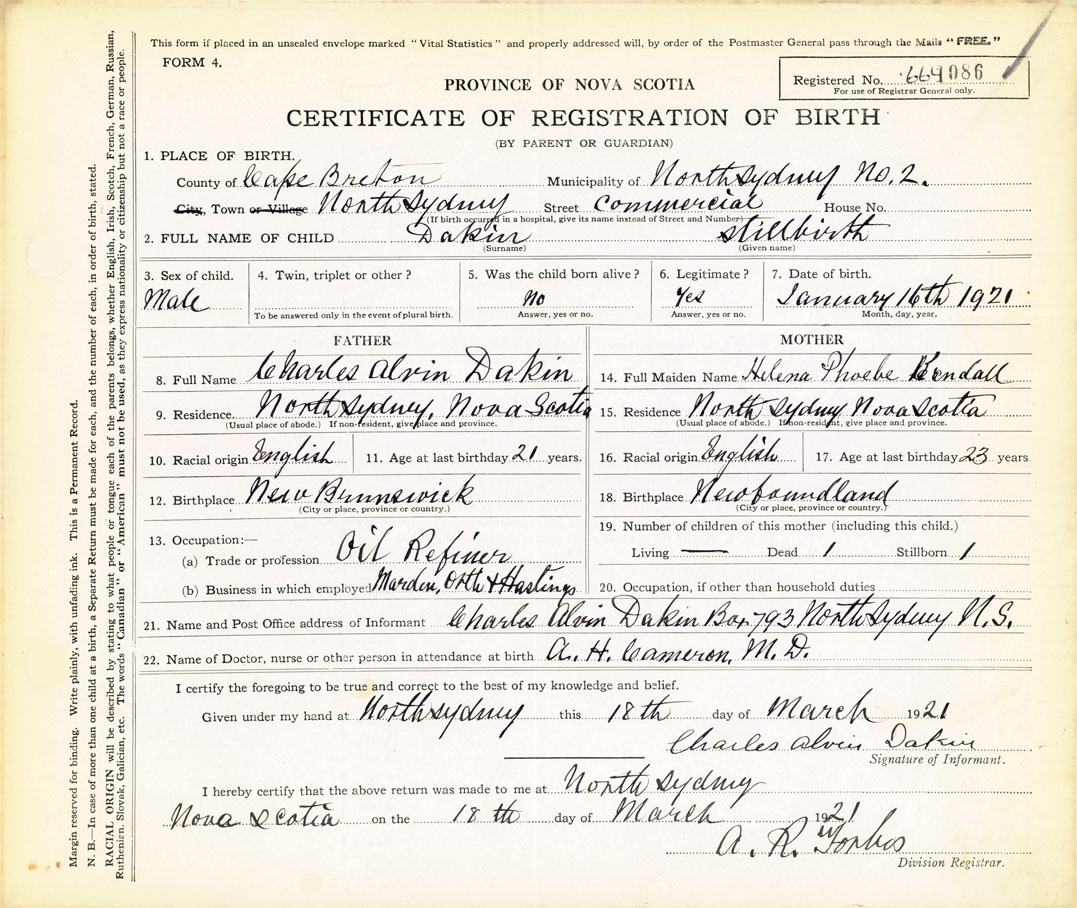 This form if placed in an unsealed envelope marked "Vital Statistics" and properly addressed will, by order of the Postmaster General pass through the Mails "FREE."
FORM 4.
PROVINCE OF NOVA SCOTIA
Registered No. 664086
For use of Registrar General only.
CERTIFICATE OF REGISTRATION OF BIRTH
(BY PARENT OR GUARDIAN)
1. PLACE OF BIRTH.
County of Cape Breton Municipality of North Sydney No. 2.
City, Town or Village North Sydney Street Commercial House No.
(If birth occurred in a hospital, give its name instead of Street and Number)
2. FULL NAME OF CHILD Dakin stillbirth
(Surname) (Given name)
3. Sex of child. 4. Twin, triplet or other? 5. Was the child born alive? 6. Legitimate? 7. Date of birth.
Male No Yes January 16th 1921
To be answered only in the event of plural birth. Answer, yes or no. Answer, yes or no. Month, day, year.
FATHER
8. Full Name Charles Alvin Dakin
9. Residence. North Sydney, Nova Scotia
(Usual place of abode.) If non-resident, give place and province.
10. Racial origin English 11. Age at last birthday 21 years.
12. Birthplace New Brunswick
(City or place, province or country.)
13. Occupation:—
(a) Trade or profession Oil Refiner
(b) Business in which employed Marden, Orth & Hastings
MOTHER
14. Full Maiden Name Helena Phoebe Kendall
15. Residence North Sydney Nova Scotia
(Usual place of abode.) If non-resident, give place and province.
16. Racial origin English 17. Age at last birthday 23 years
18. Birthplace Newfoundland
(City or place, province or country.)
19. Number of children of this mother (including this child.)
Living — Dead 1 Stillborn 1
20. Occupation, if other than household duties
21. Name and Post Office address of Informant Charles Alvin Dakin Box 793 North Sydney N.S.
22. Name of Doctor, nurse or other person in attendance at birth A. H. Cameron, M. D.
I certify the foregoing to be true and correct to the best of my knowledge and belief.
Given under my hand at North Sydney this 18th day of March 1921
Charles Alvin Dakin
Signature of Informant.
I hereby certify that the above return was made to me at North Sydney
Nova Scotia on the 18th day of March 1921
A. R. Forbes
Division Registrar.
Margin reserved for binding. Write plainly, with unfading ink. This is a Permanent Record.
N. B.—In case of more than one child at a birth, a Separate Return must be made for each, and the number of each, in order of birth, stated.
RACIAL ORIGIN will be described by stating to what people or tongue each of the parents belongs, whether English, Irish, Scotch, French, German, Russian,
Ruthenian, Slovak, Galician, etc. The words "Canadian" or "American" must not be used, as they express nationality or citizenship but not a race or people.